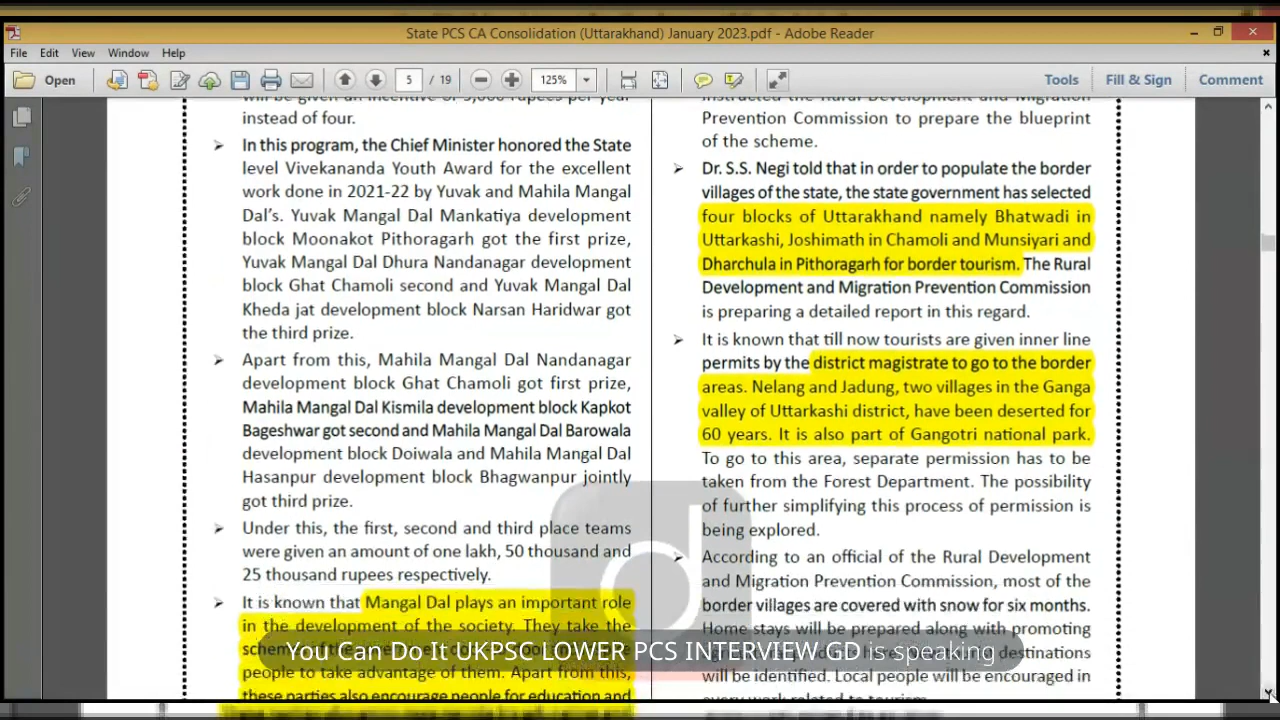 State PCS CA Consolidation (Uttarakhand) January 2023.pdf - Adobe Reader
File Edit View Window Help
Open 5 / 19 125% Tools Fill & Sign Comment
instead of four.
In this program, the Chief Minister honored the State
level Vivekananda Youth Award for the excellent
work done in 2021-22 by Yuvak and Mahila Mangal
Dal's. Yuvak Mangal Dal Mankatiya development
block Moonakot Pithoragarh got the first prize,
Yuvak Mangal Dal Dhura Nandanagar development
block Ghat Chamoli second and Yuvak Mangal Dal
Kheda jat development block Narsan Haridwar got
the third prize.
Apart from this, Mahila Mangal Dal Nandanagar
development block Ghat Chamoli got first prize,
Mahila Mangal Dal Kismila development block Kapkot
Bageshwar got second and Mahila Mangal Dal Barowala
development block Doiwala and Mahila Mangal Dal
Hasanpur development block Bhagwanpur jointly
got third prize.
Under this, the first, second and third place teams
were given an amount of one lakh, 50 thousand and
25 thousand rupees respectively.
It is known that Mangal Dal plays an important role
in the development of the society. They take the
people to take advantage of them. Apart from this,
these parties also encourage people for education and
Prevention Commission to prepare the blueprint
of the scheme.
Dr. S.S. Negi told that in order to populate the border
villages of the state, the state government has selected
four blocks of Uttarakhand namely Bhatwadi in
Uttarkashi, Joshimath in Chamoli and Munsiyari and
Dharchula in Pithoragarh for border tourism. The Rural
Development and Migration Prevention Commission
is preparing a detailed report in this regard.
It is known that till now tourists are given inner line
permits by the district magistrate to go to the border
areas. Nelang and Jadung, two villages in the Ganga
valley of Uttarkashi district, have been deserted for
60 years. It is also part of Gangotri national park.
To go to this area, separate permission has to be
taken from the Forest Department. The possibility
of further simplifying this process of permission is
being explored.
According to an official of the Rural Development
and Migration Prevention Commission, most of the
border villages are covered with snow for six months.
Home stays will be prepared along with promoting
will be identified. Local people will be encouraged in
You Can Do It UKPSC LOWER PCS INTERVIEW GD is speaking